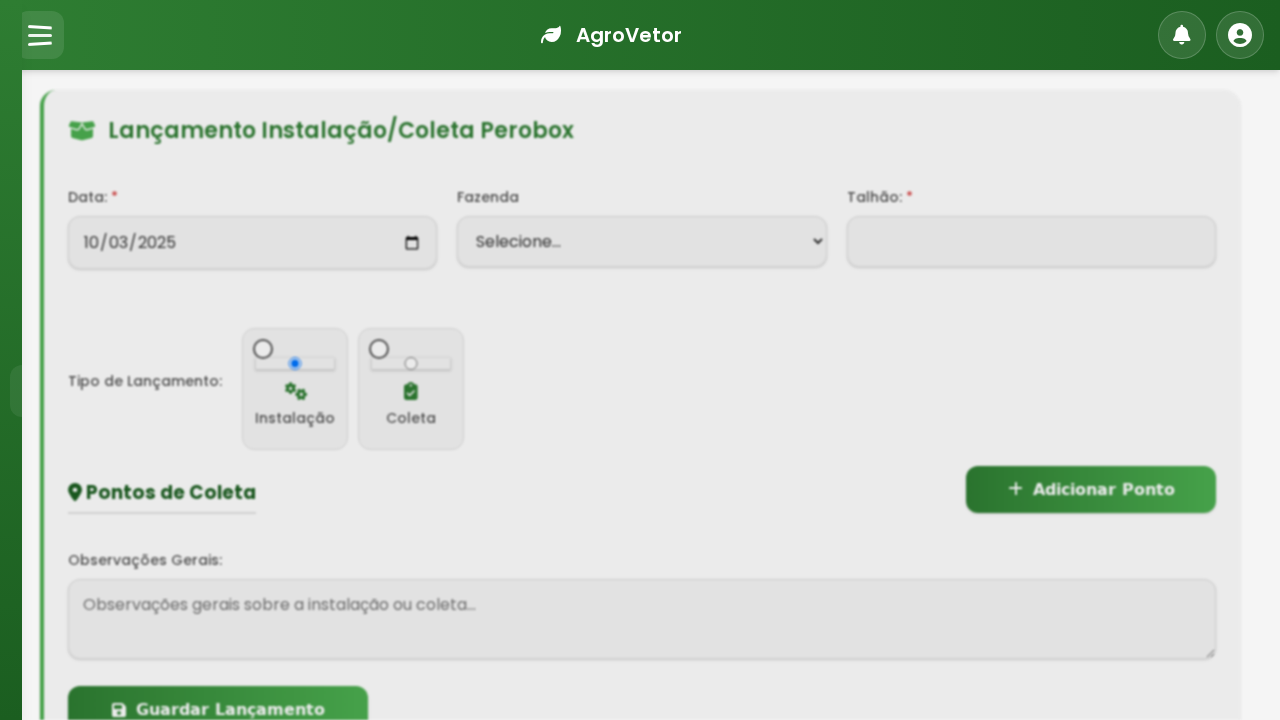 AgroVetor
Lançamento Instalação/Coleta Perobox
Data: *
Fazenda
Talhão: *
10/03/2025
Selecione...
Tipo de Lançamento:
Instalação
Coleta
Pontos de Coleta
+ Adicionar Ponto
Observações Gerais:
Observações gerais sobre a instalação ou coleta...
Guardar Lançamento